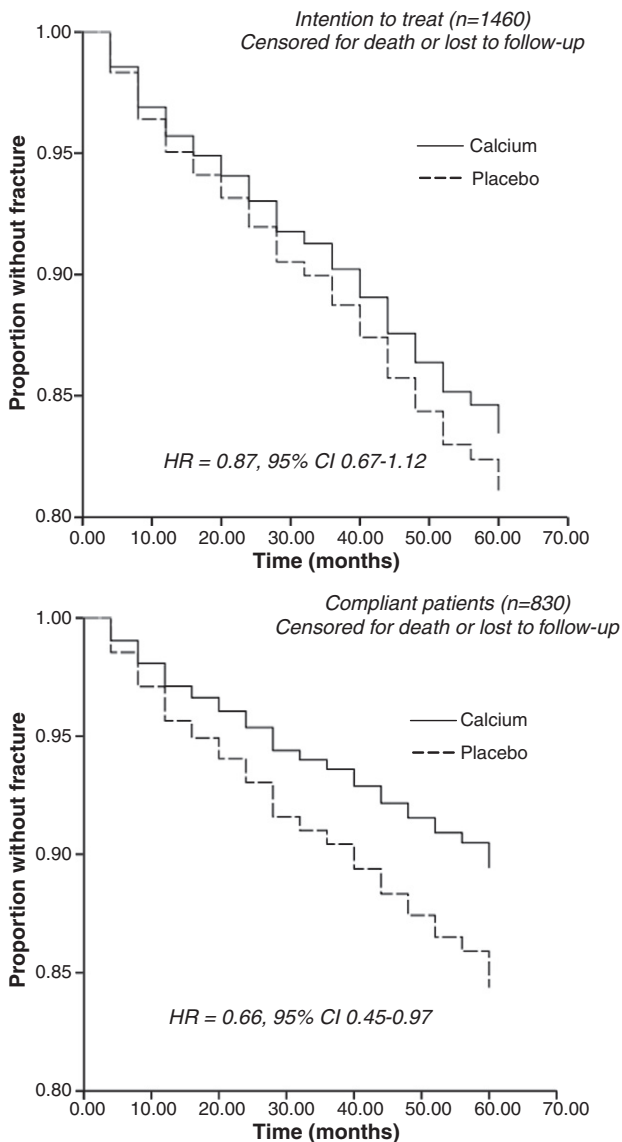 Intention to treat (n=1460)
Censored for death or lost to follow-up
1.00
0.95
0.90
0.85
0.80
Proportion without fracture
Calcium
Placebo
HR = 0.87, 95% CI 0.67-1.12
0.00 10.00 20.00 30.00 40.00 50.00 60.00 70.00
Time (months)
Compliant patients (n=830)
Censored for death or lost to follow-up
1.00
0.95
0.90
0.85
0.80
Proportion without fracture
Calcium
Placebo
HR = 0.66, 95% CI 0.45-0.97
0.00 10.00 20.00 30.00 40.00 50.00 60.00 70.00
Time (months)